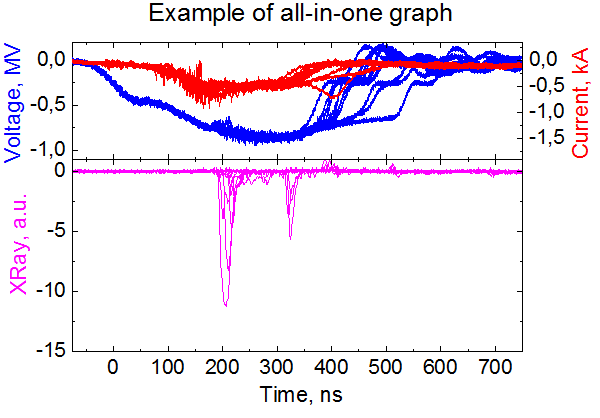 Example of all-in-one graph
Voltage, MV
0,0
-0,5
-1,0
Current, kA
0,0
-0,5
-1,0
-1,5
XRay, a.u.
0
-5
-10
-15
0 100 200 300 400 500 600 700
Time, ns